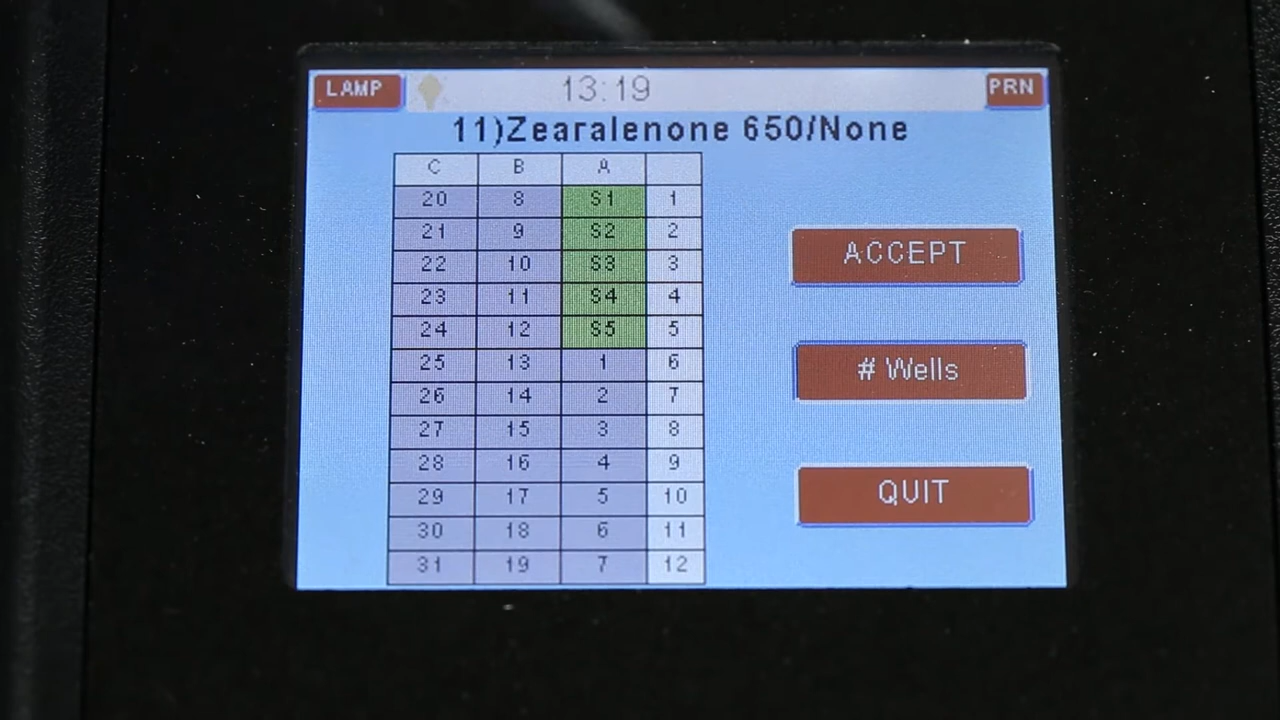 LAMP 13:19 PRN
11)Zearalenone 650/None
C B A
20 8 S1 1
21 9 S2 2
22 10 S3 3
23 11 S4 4
24 12 S5 5
25 13 1 6
26 14 2 7
27 15 3 8
28 16 4 9
29 17 5 10
30 18 6 11
31 19 7 12
ACCEPT
# Wells
QUIT